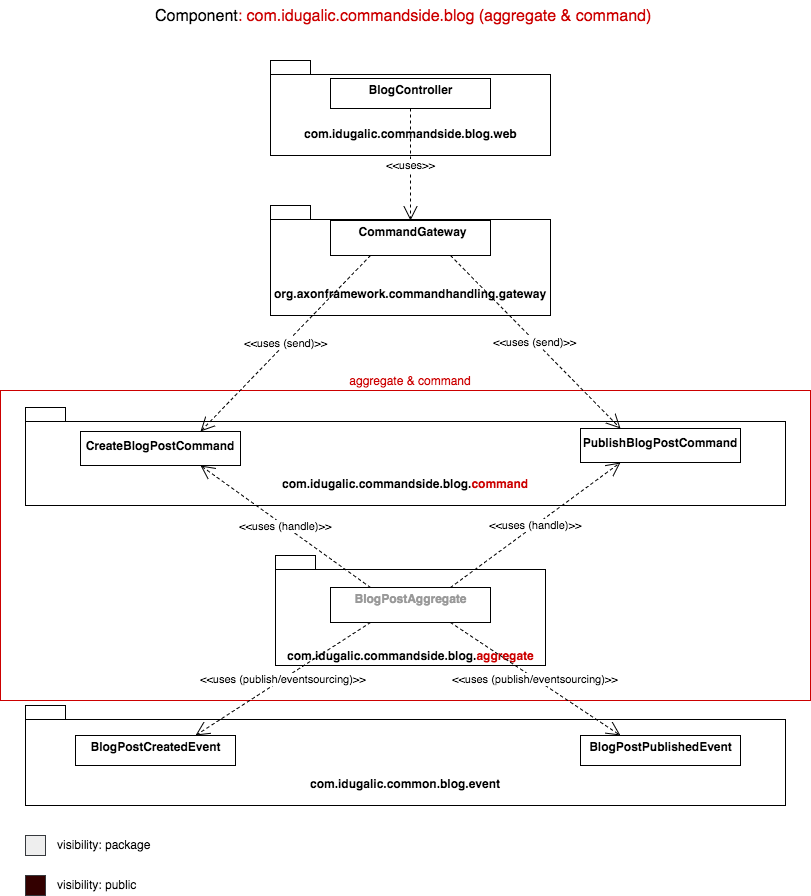 Component: com.idugalic.commandside.blog (aggregate & command)
BlogController
com.idugalic.commandside.blog.web
<<uses>>
CommandGateway
org.axonframework.commandhandling.gateway
<<uses (send)>> <<uses (send)>>
aggregate & command
CreateBlogPostCommand PublishBlogPostCommand
com.idugalic.commandside.blog.command
<<uses (handle)>> <<uses (handle)>>
BlogPostAggregate
com.idugalic.commandside.blog.aggregate
<<uses (publish/eventsourcing)>> <<uses (publish/eventsourcing)>>
BlogPostCreatedEvent BlogPostPublishedEvent
com.idugalic.common.blog.event
visibility: package
visibility: public